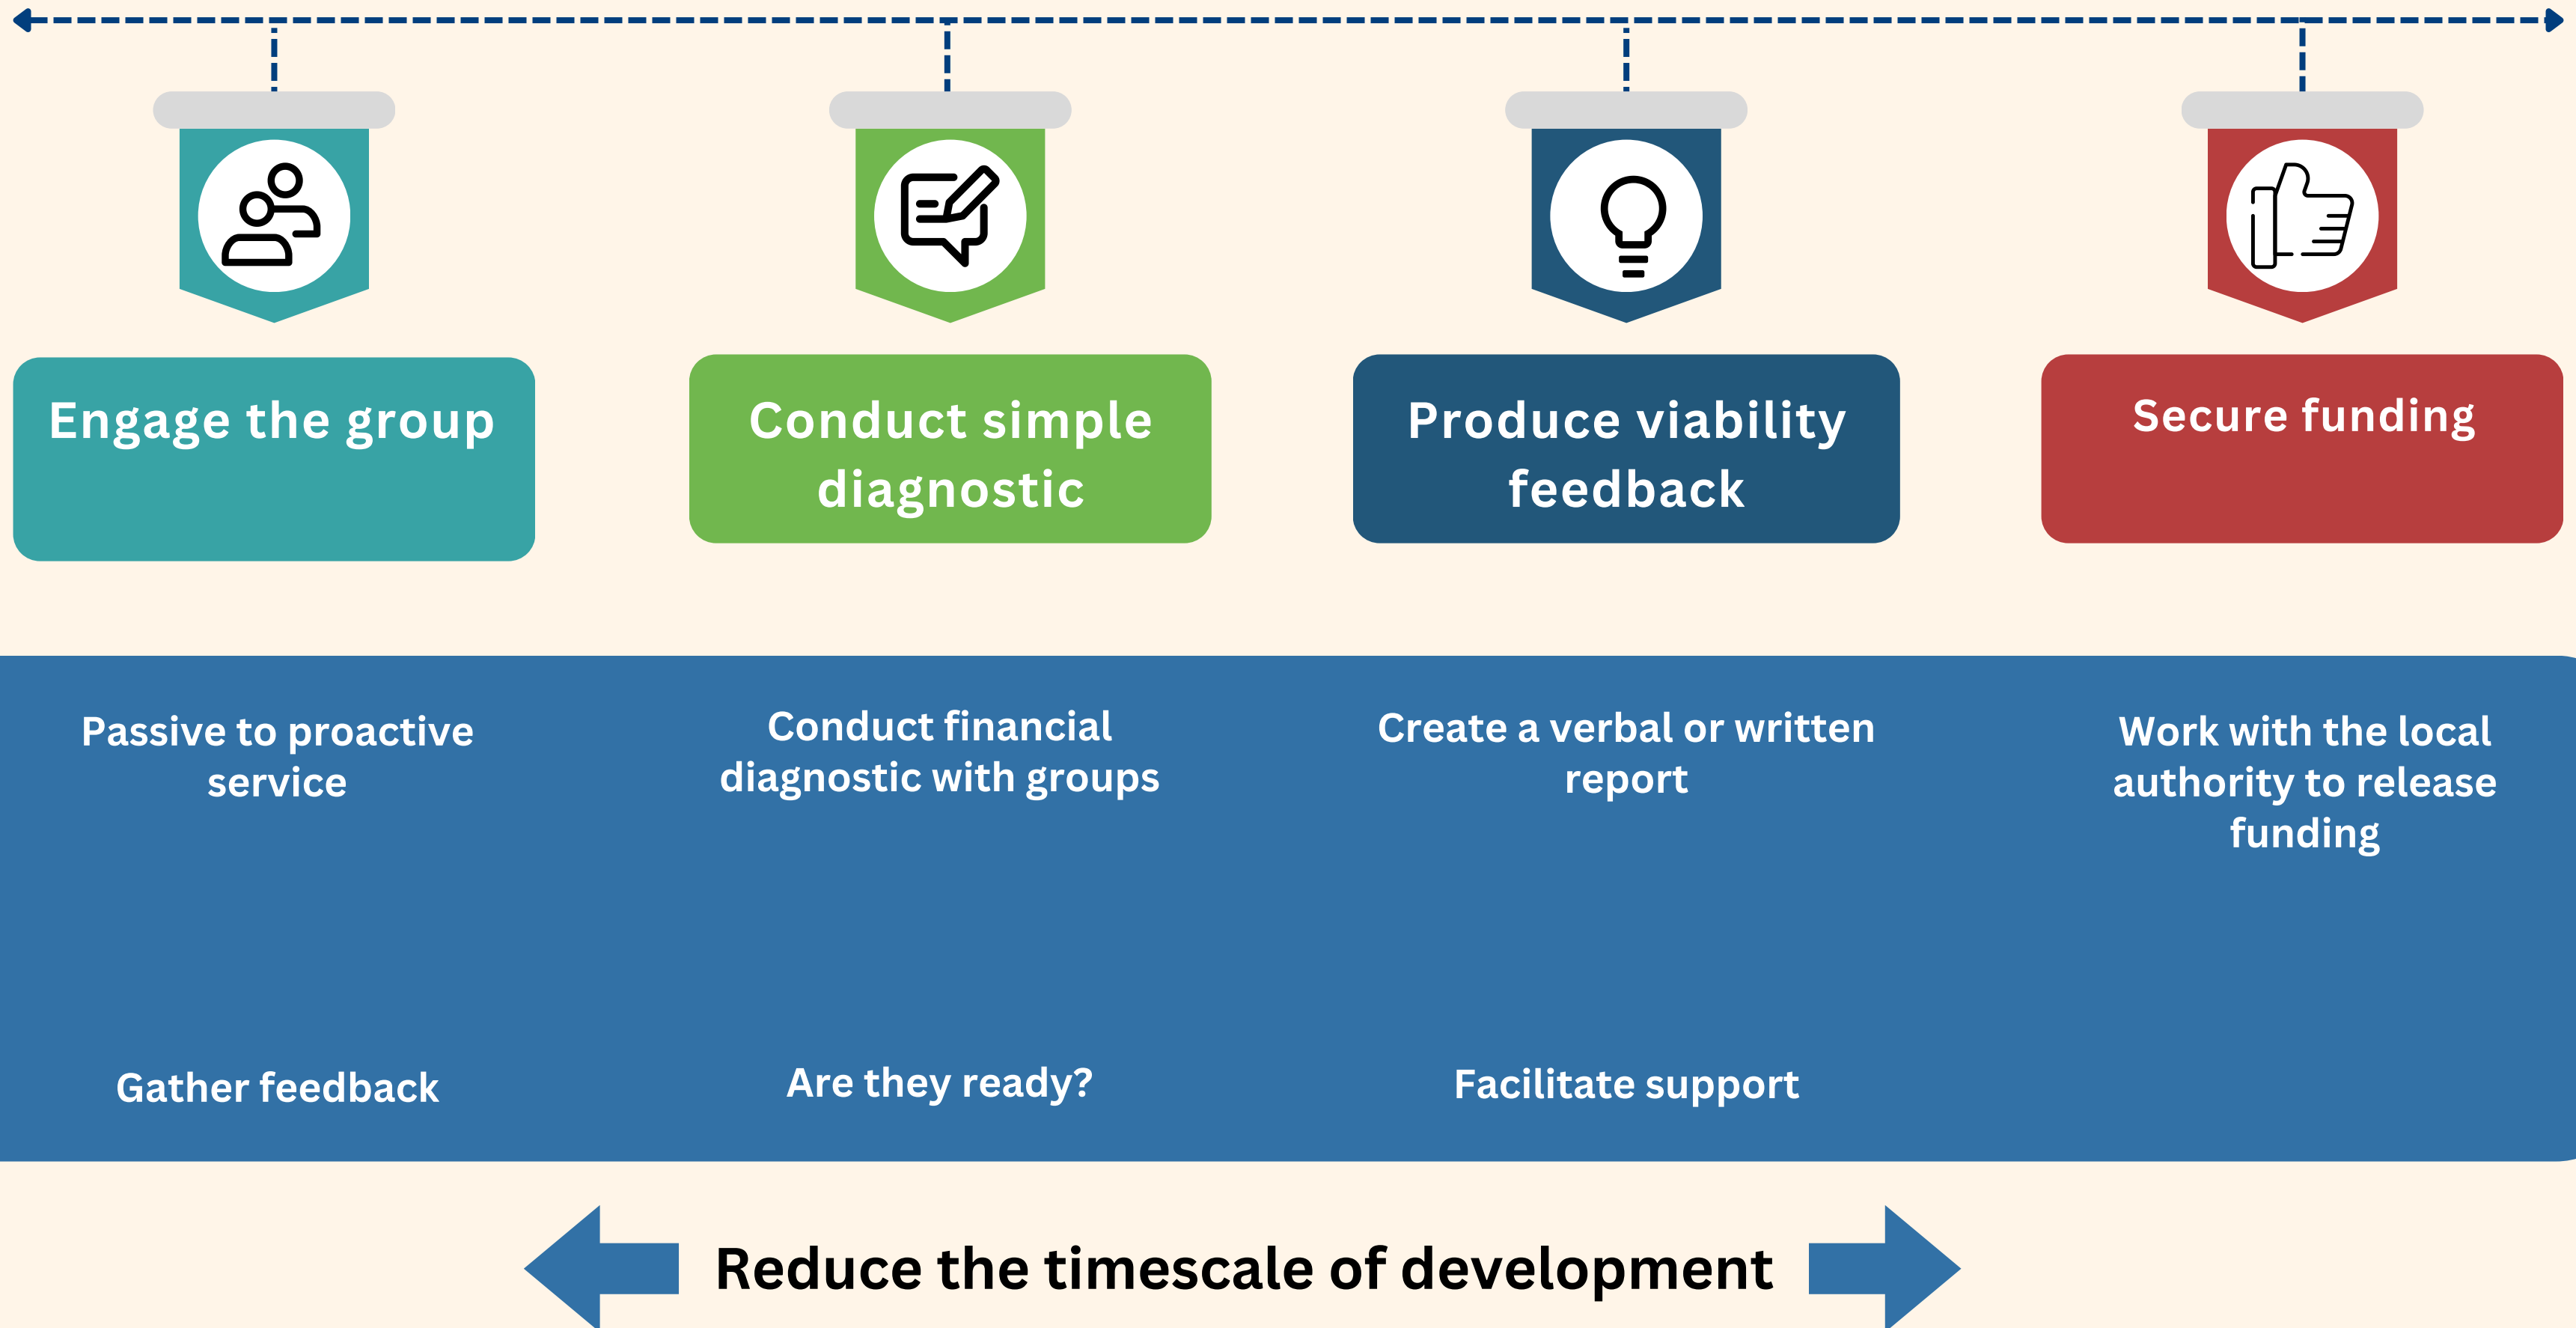 Engage the group
Conduct simple
diagnostic
Produce viability
feedback
Secure funding
Passive to proactive
service
Conduct financial
diagnostic with groups
Create a verbal or written
report
Work with the local
authority to release
funding
Gather feedback
Are they ready?
Facilitate support
Reduce the timescale of development